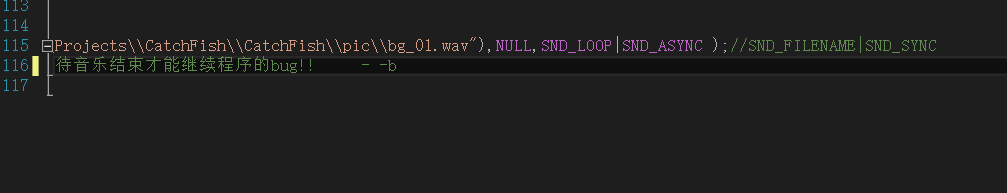 113
114
115 Projects\\CatchFish\\CatchFish\\pic\\bg_01.wav"),NULL,SND_LOOP|SND_ASYNC );//SND_FILENAME|SND_SYNC
116 待音乐结束才能继续程序的bug!! - -b
117